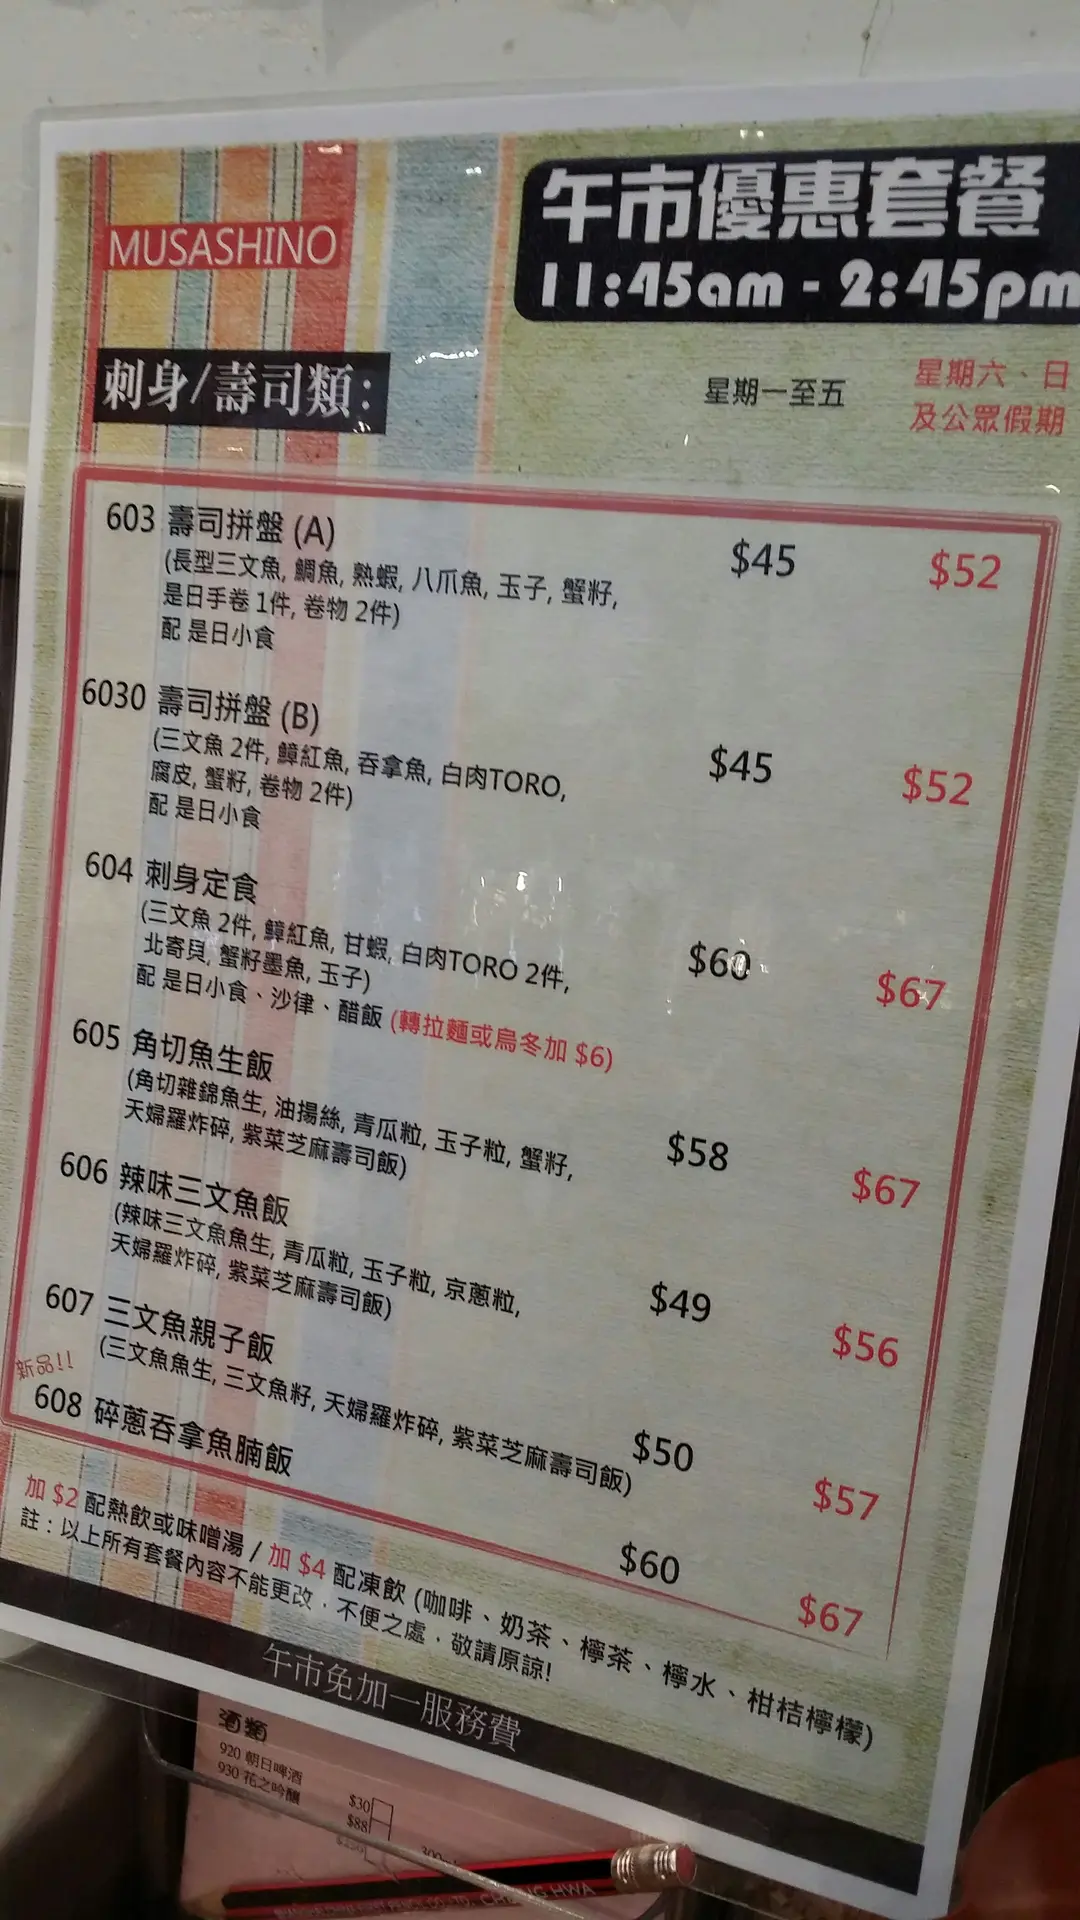 MUSASHINO
午市優惠套餐
11:45am - 2:45pm
刺身/壽司類:
星期一至五
星期六、日
及公眾假期
603 壽司拼盤 (A) $45 $52
(長型三文魚, 鯛魚, 熟蝦, 八爪魚, 玉子, 蟹籽,
是日手卷 1件, 卷物 2件)
配 是日小食
6030 壽司拼盤 (B) $45 $52
(三文魚 2件, 鱆紅魚, 吞拿魚, 白肉TORO,
腐皮, 蟹籽, 卷物 2件)
配 是日小食
604 刺身定食 $60 $67
(三文魚 2件, 鱆紅魚, 甘蝦, 白肉TORO 2件,
北寄貝, 蟹籽墨魚, 玉子)
配 是日小食、沙律、醋飯 (轉拉麵或烏冬加 $6)
605 角切魚生飯 $58 $67
(角切雜錦魚生, 油揚絲, 青瓜粒, 玉子粒, 蟹籽,
天婦羅炸碎, 紫菜芝麻壽司飯)
606 辣味三文魚飯 $49 $56
(辣味三文魚魚生, 青瓜粒, 玉子粒, 京蔥粒,
天婦羅炸碎, 紫菜芝麻壽司飯)
607 三文魚親子飯 $50 $57
(三文魚魚生, 三文魚籽, 天婦羅炸碎, 紫菜芝麻壽司飯)
新品!!
608 碎蔥吞拿魚腩飯 $60 $67
加 $2 配熱飲或味噌湯 / 加 $4 配凍飲 (咖啡、奶茶、檸茶、檸水、柑桔檸檬)
註：以上所有套餐內容不能更改，不便之處，敬請原諒!
午市免加一服務費
酒類
920 朝日啤酒 $30
930 花之吟釀 $88
CHUNG HWA